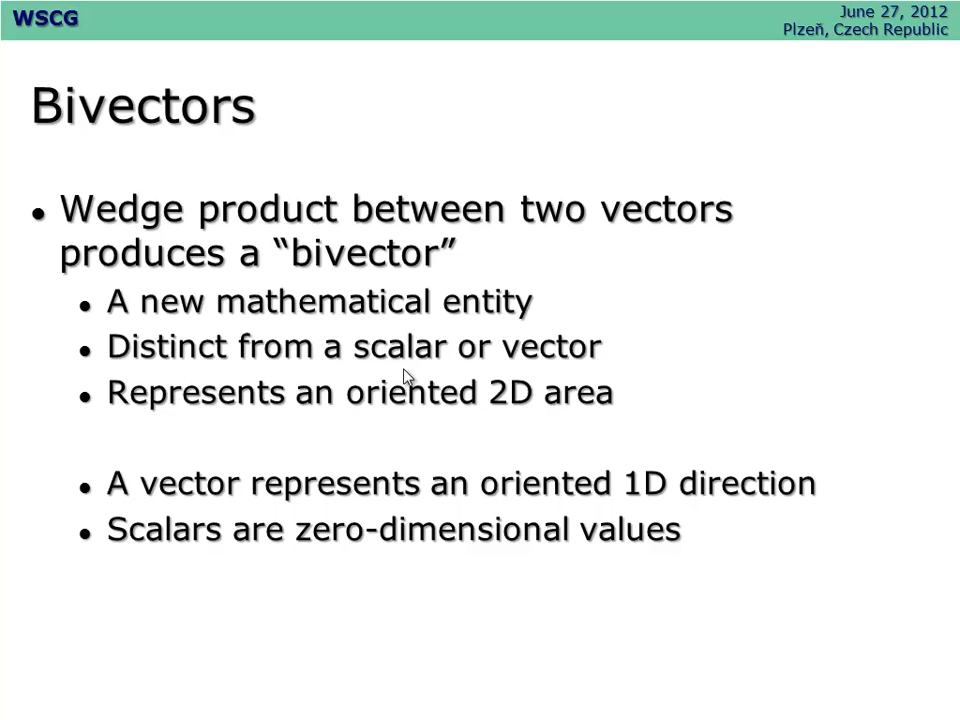 WSCG
June 27, 2012
Plzeň, Czech Republic
Bivectors
● Wedge product between two vectors
produces a “bivector”
● A new mathematical entity
● Distinct from a scalar or vector
● Represents an oriented 2D area
● A vector represents an oriented 1D direction
● Scalars are zero-dimensional values